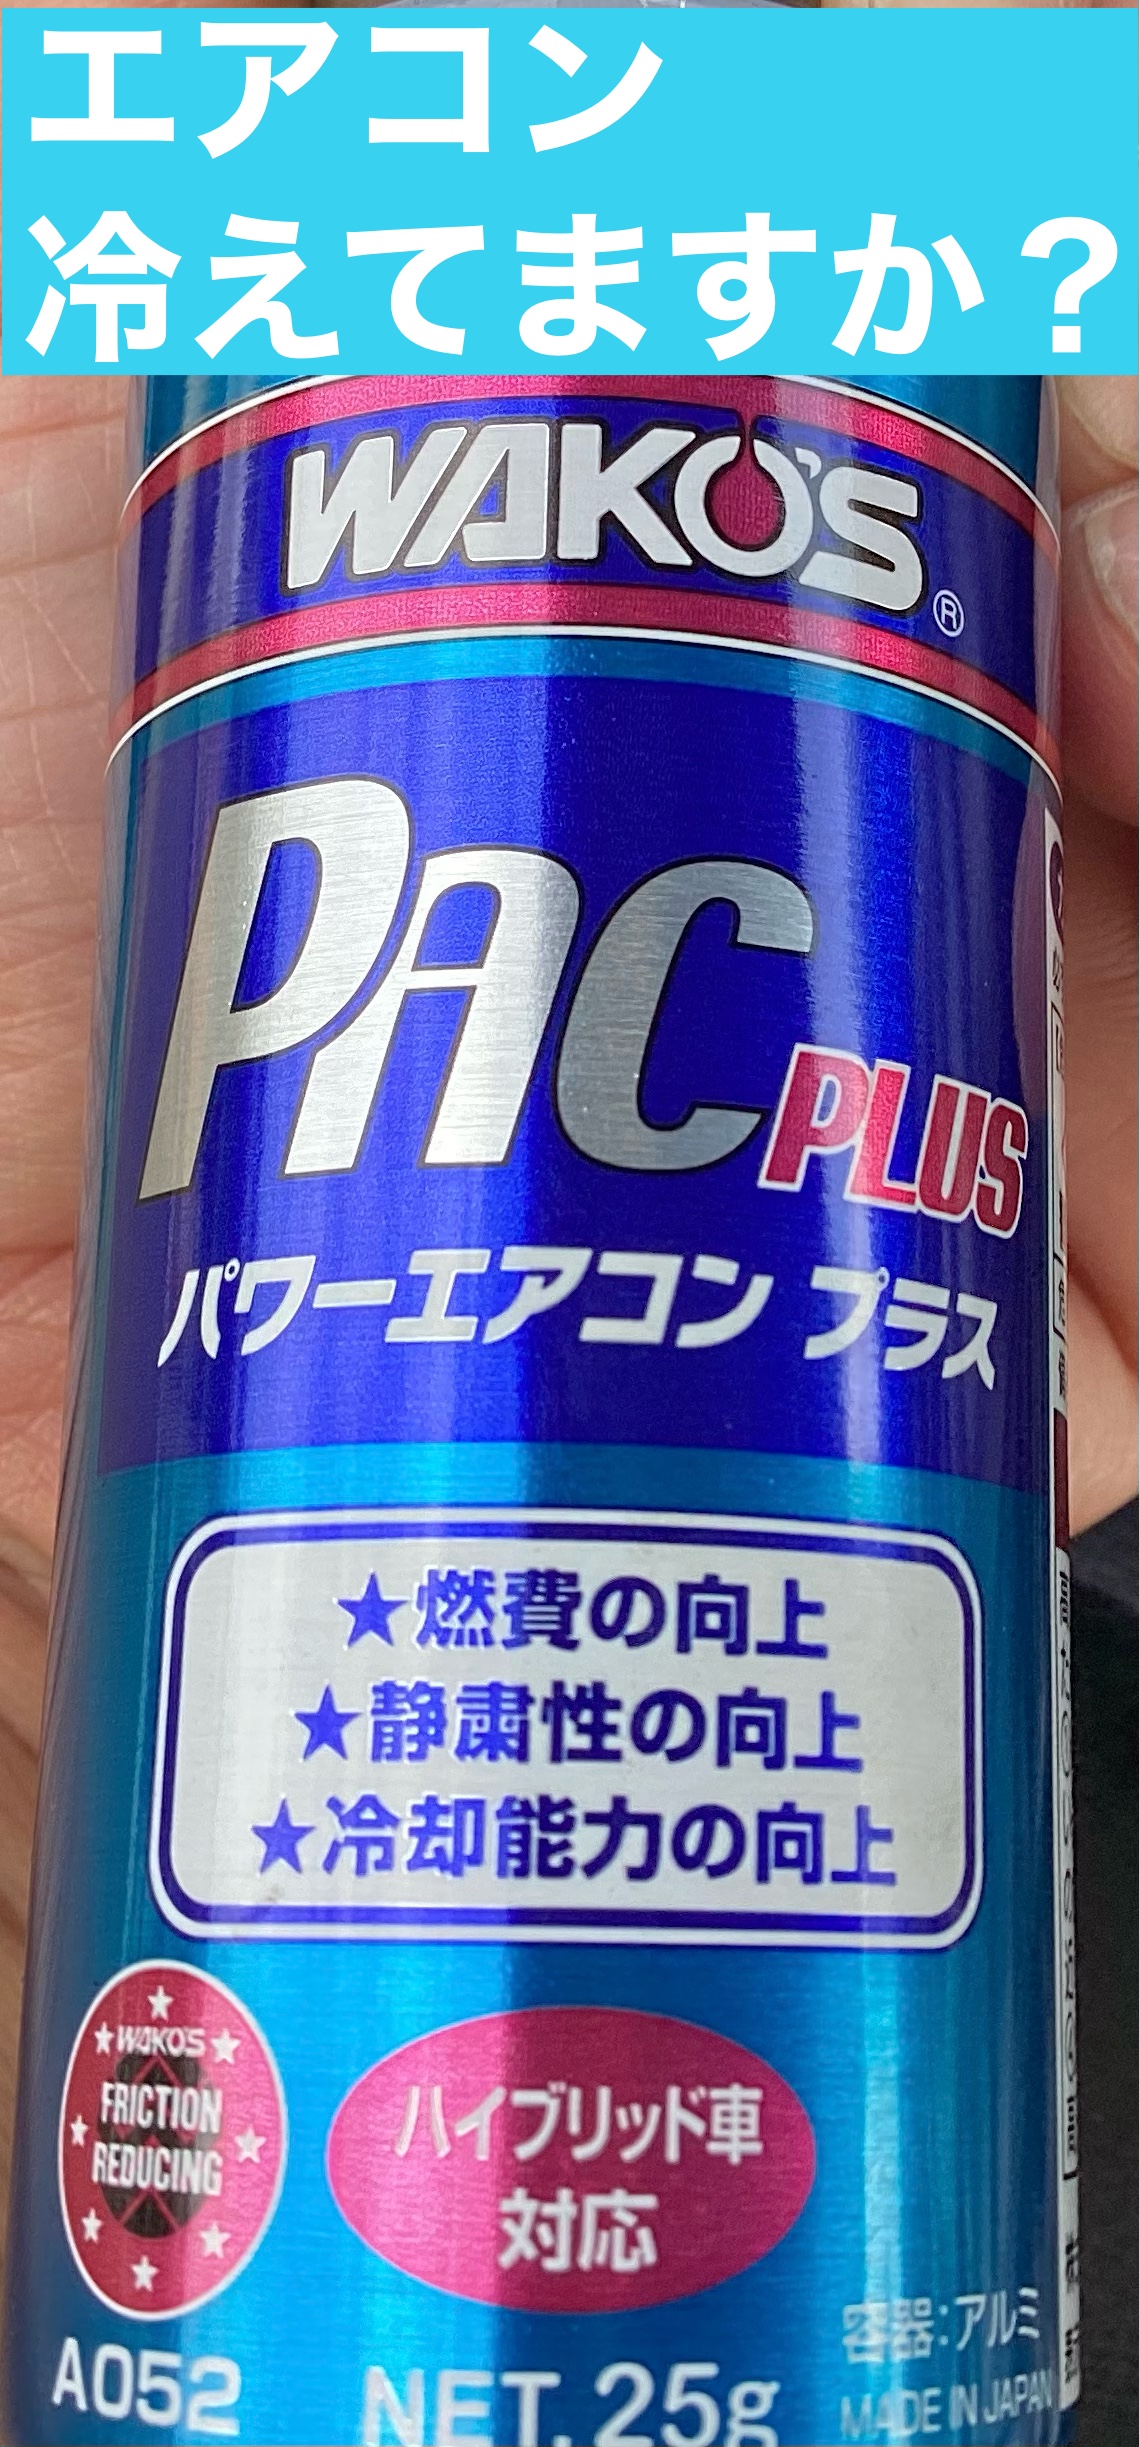 エアコン
冷えてますか？
WAKO'S®
PAC PLUS
パワーエアコン プラス
★燃費の向上
★静粛性の向上
★冷却能力の向上
WAKO'S
FRICTION
REDUCING
ハイブリッド車
対応
A052
NET.25g
容器:アルミ
MADE IN JAPAN